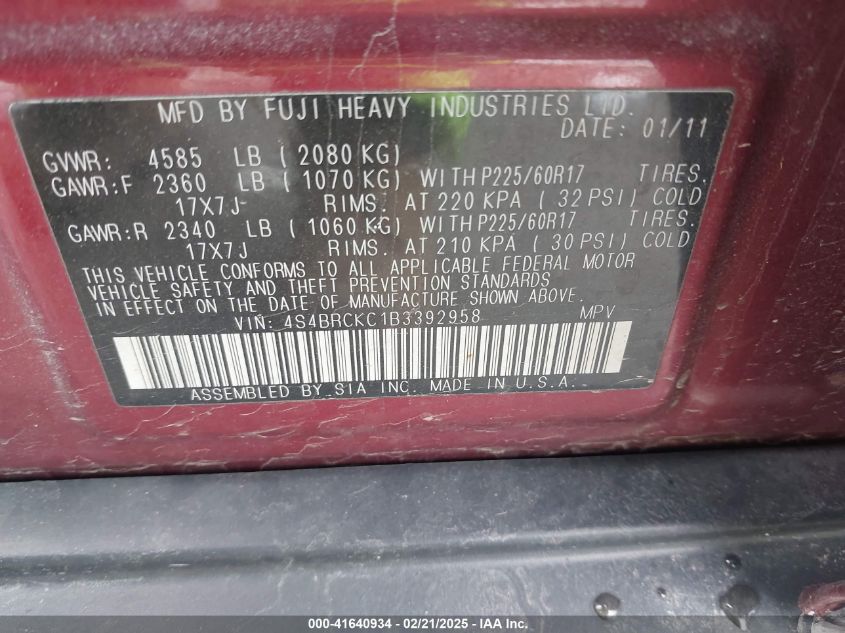 MFD BY FUJI HEAVY INDUSTRIES LTD.
DATE: 01/11
GVWR: 4585 LB ( 2080 KG)
GAWR:F 2360 LB ( 1070 KG) WITH P225/60R17 TIRES.
17X7J RIMS. AT 220 KPA ( 32 PSI) COLD
GAWR:R 2340 LB ( 1060 KG) WITH P225/60R17 TIRES.
17X7J RIMS. AT 210 KPA ( 30 PSI) COLD
THIS VEHICLE CONFORMS TO ALL APPLICABLE FEDERAL MOTOR
VEHICLE SAFETY AND THEFT PREVENTION STANDARDS
IN EFFECT ON THE DATE OF MANUFACTURE SHOWN ABOVE.
VIN: 4S4BRCKC1B3392958 MPV
ASSEMBLED BY SIA INC. MADE IN U.S.A.
000-41640934 - 02/21/2025 - IAA Inc.